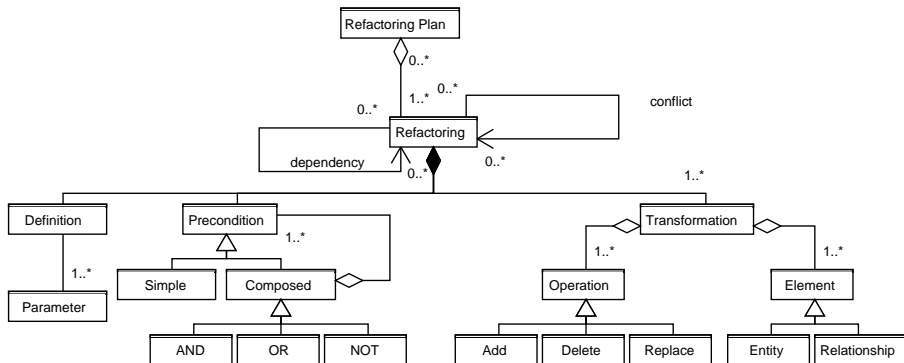 Refactoring Plan
0..*
0..*
0..*
1..*
conflict
Refactoring
dependency
0..*
0..*
1..*
Definition
Precondition
Transformation
1..*
1..*
1..*
1..*
Parameter
Simple
Composed
Operation
Element
AND
OR
NOT
Add
Delete
Replace
Entity
Relationship